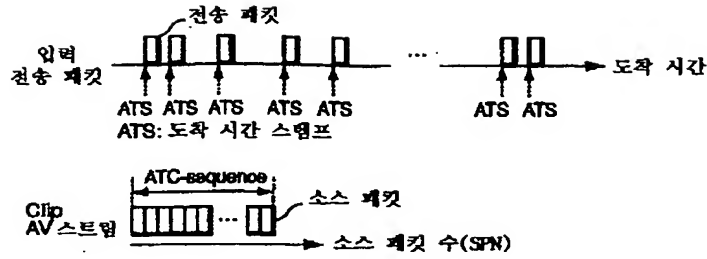 전송 패킷
입력
전송 패킷
...
도착 시간
ATS ATS ATS ATS ATS ATS ATS
ATS: 도착 시간 스탬프
ATC-sequence
소스 패킷
Clip
AV 스트림
...
소스 패킷 수(SPN)